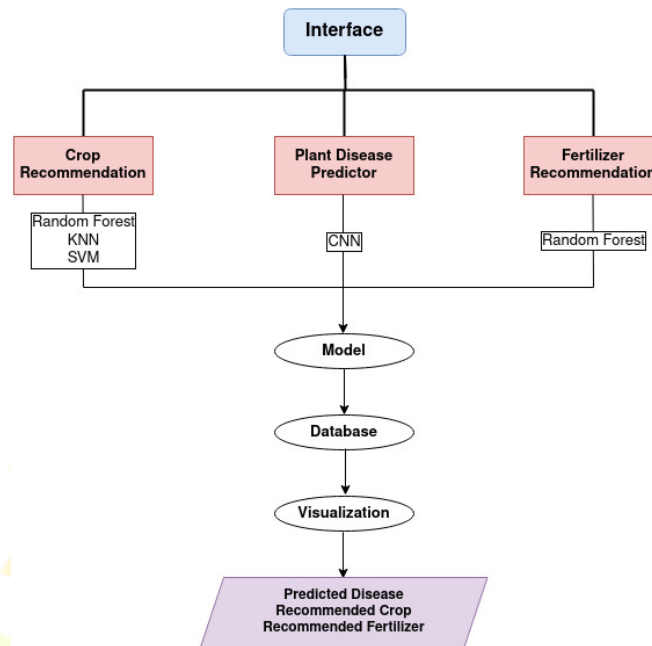 Interface
Crop
Recommendation
Plant Disease
Predictor
Fertilizer
Recommendation
Random Forest
KNN
SVM
CNN
Random Forest
Model
Database
Visualization
Predicted Disease
Recommended Crop
Recommended Fertilizer